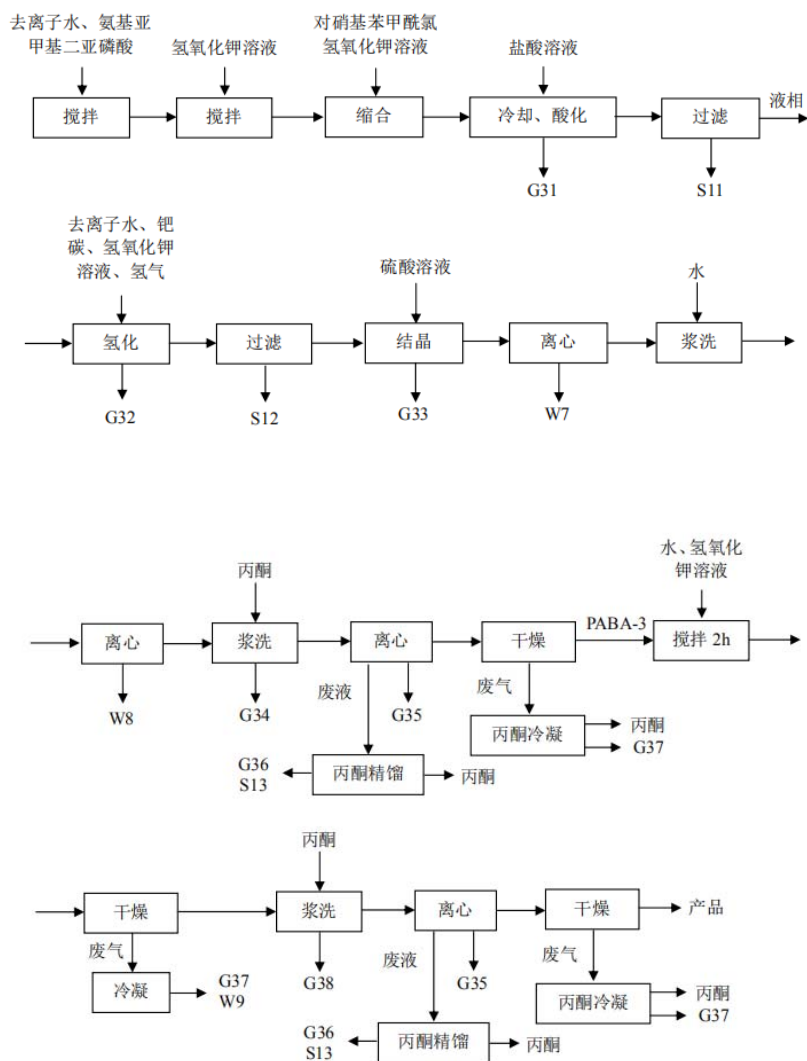 去离子水、氨基亚
甲基二亚磷酸
氢氧化钾溶液
对硝基苯甲酰氯
氢氧化钾溶液
盐酸溶液
搅拌
搅拌
缩合
冷却、酸化
过滤
液相
G31
S11
去离子水、钯
碳、氢氧化钾
溶液、氢气
硫酸溶液
水
氢化
过滤
结晶
离心
浆洗
G32
S12
G33
W7
丙酮
水、氢氧化
钾溶液
离心
浆洗
离心
干燥
PABA-3
搅拌 2h
W8
G34
废液
G35
废气
丙酮冷凝
丙酮
G37
G36
S13
丙酮精馏
丙酮
丙酮
干燥
浆洗
离心
干燥
产品
废气
冷凝
G37
W9
G38
废液
G35
废气
丙酮冷凝
丙酮
G37
G36
S13
丙酮精馏
丙酮